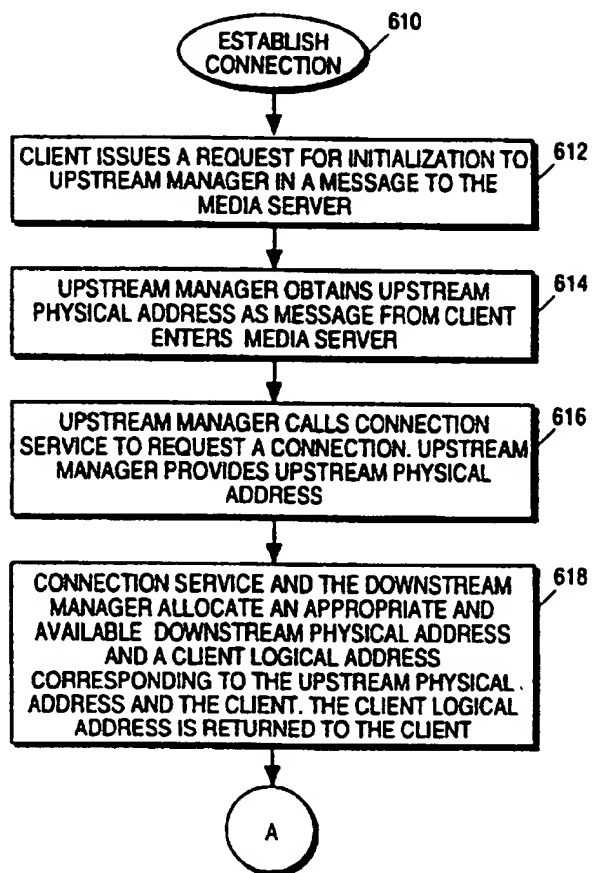 610
ESTABLISH
CONNECTION
612
CLIENT ISSUES A REQUEST FOR INITIALIZATION TO
UPSTREAM MANAGER IN A MESSAGE TO THE
MEDIA SERVER
614
UPSTREAM MANAGER OBTAINS UPSTREAM
PHYSICAL ADDRESS AS MESSAGE FROM CLIENT
ENTERS MEDIA SERVER
616
UPSTREAM MANAGER CALLS CONNECTION
SERVICE TO REQUEST A CONNECTION. UPSTREAM
MANAGER PROVIDES UPSTREAM PHYSICAL
ADDRESS
618
CONNECTION SERVICE AND THE DOWNSTREAM
MANAGER ALLOCATE AN APPROPRIATE AND
AVAILABLE DOWNSTREAM PHYSICAL ADDRESS
AND A CLIENT LOGICAL ADDRESS
CORRESPONDING TO THE UPSTREAM PHYSICAL
ADDRESS AND THE CLIENT. THE CLIENT LOGICAL
ADDRESS IS RETURNED TO THE CLIENT
A